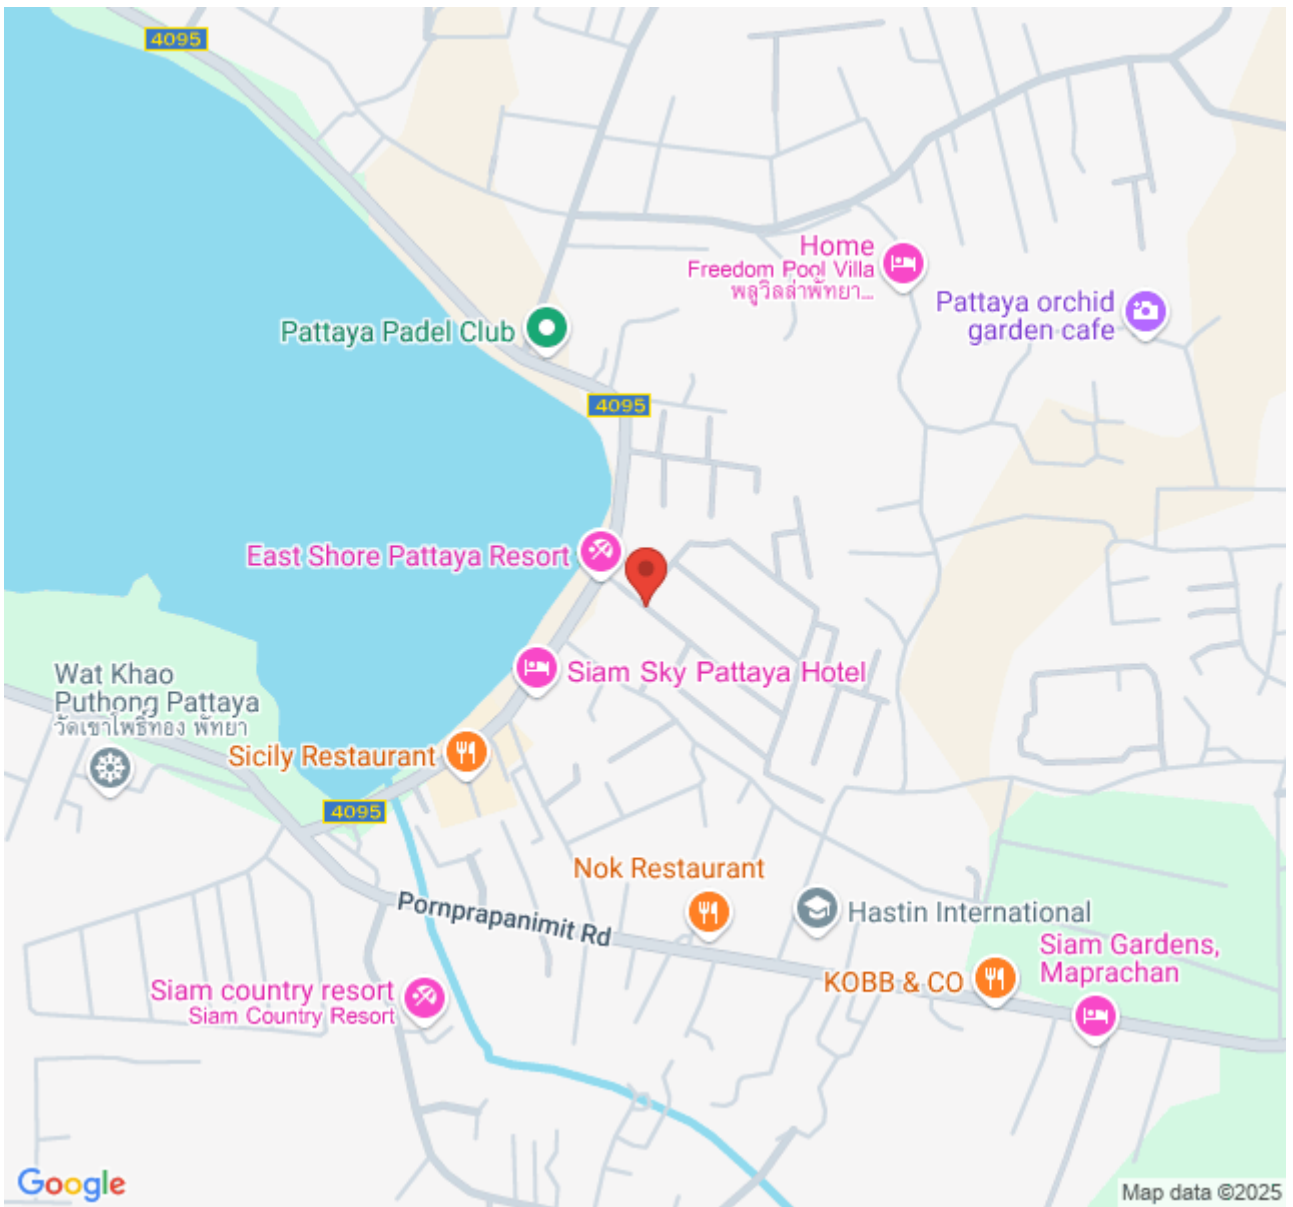 4095
Home
Freedom Pool Villa
พลูวิลล่าพัทยา...
Pattaya orchid
garden cafe
Pattaya Padel Club
4095
East Shore Pattaya Resort
Siam Sky Pattaya Hotel
Wat Khao
Puthong Pattaya
วัดเขาโพธิ์ทอง พัทยา
Sicily Restaurant
4095
Nok Restaurant
Pornprapanimit Rd
Hastin International
Siam Gardens,
Maprachan
KOBB & CO
Siam country resort
Siam Country Resort
Google
Map data ©2025